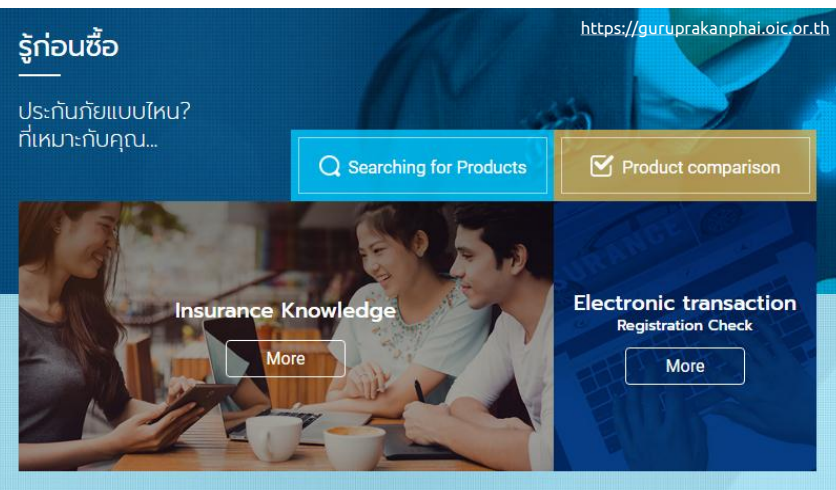 รู้ก่อนซื้อ
https://guruprakanphai.oic.or.th
ประกันภัยแบบไหน?
ที่เหมาะกับคุณ...
Searching for Products
Product comparison
Insurance Knowledge
More
INSURANCE
Electronic transaction
Registration Check
More